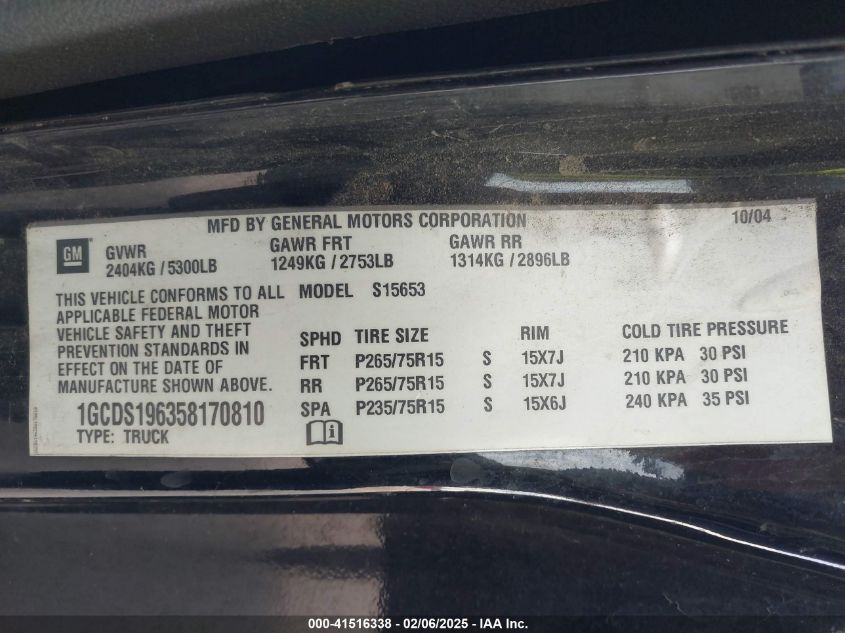 MFD BY GENERAL MOTORS CORPORATION 10/04
GM
GVWR GAWR FRT GAWR RR
2404KG / 5300LB 1249KG / 2753LB 1314KG / 2896LB
THIS VEHICLE CONFORMS TO ALL
APPLICABLE FEDERAL MOTOR
VEHICLE SAFETY AND THEFT
PREVENTION STANDARDS IN
EFFECT ON THE DATE OF
MANUFACTURE SHOWN ABOVE.
1GCDS196358170810
TYPE: TRUCK
MODEL S15653
SPHD TIRE SIZE RIM COLD TIRE PRESSURE
FRT P265/75R15 S 15X7J 210 KPA 30 PSI
RR P265/75R15 S 15X7J 210 KPA 30 PSI
SPA P235/75R15 S 15X6J 240 KPA 35 PSI
000-41516338 - 02/06/2025 - IAA Inc.